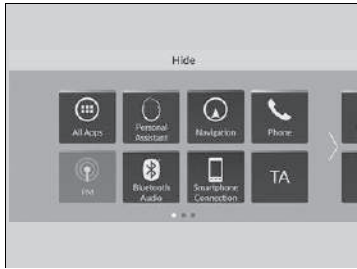 Hide
All Apps
Personal
Assistant
Navigation
Phone
FM
Bluetooth
Audio
Smartphone
Connection
TA